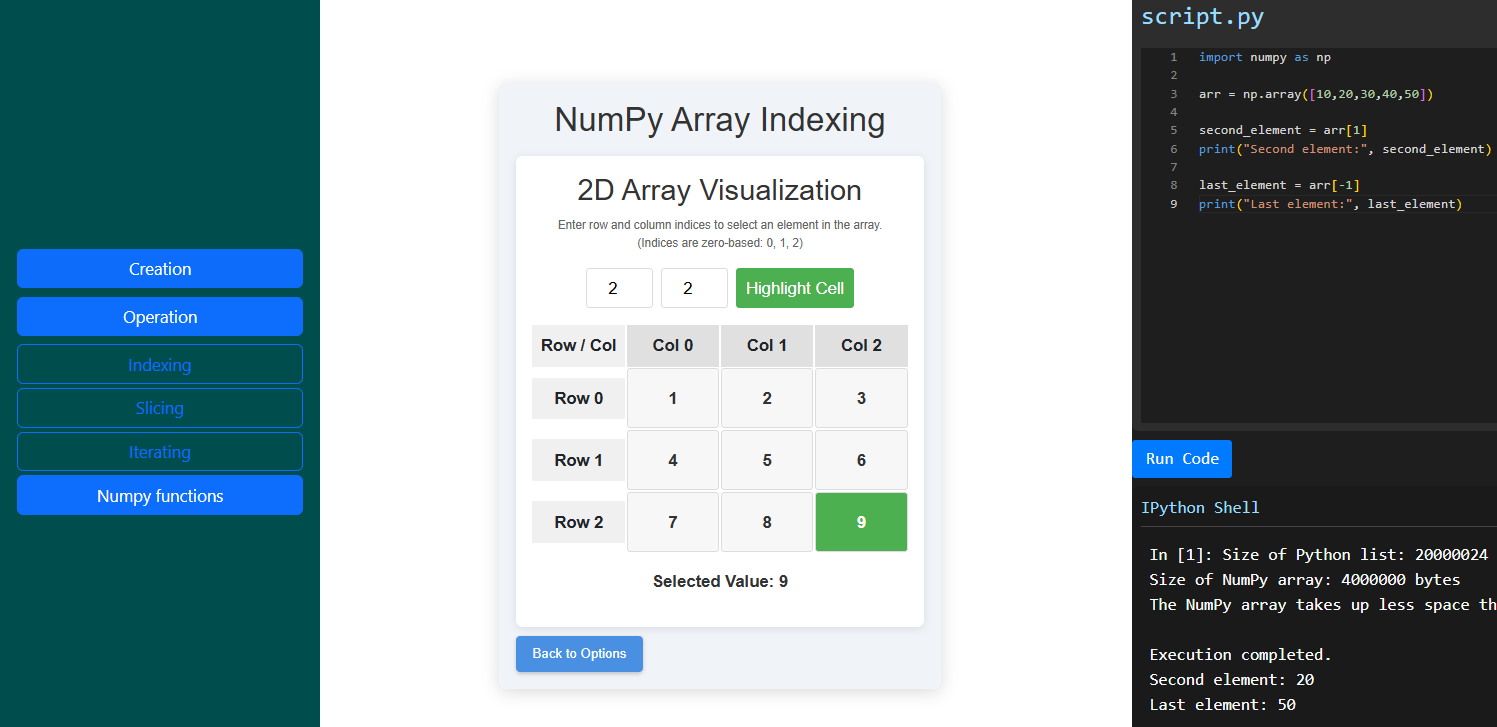 Creation
Operation
Indexing
Slicing
Iterating
Numpy functions
NumPy Array Indexing
2D Array Visualization
Enter row and column indices to select an element in the array.
(Indices are zero-based: 0, 1, 2)
2 2 Highlight Cell
Row / Col Col 0 Col 1 Col 2
Row 0 1 2 3
Row 1 4 5 6
Row 2 7 8 9
Selected Value: 9
Back to Options
script.py
1 import numpy as np
2
3 arr = np.array([10,20,30,40,50])
4
5 second_element = arr[1]
6 print("Second element:", second_element)
7
8 last_element = arr[-1]
9 print("Last element:", last_element)
Run Code
IPython Shell
In [1]: Size of Python list: 20000024
Size of NumPy array: 4000000 bytes
The NumPy array takes up less space th
Execution completed.
Second element: 20
Last element: 50